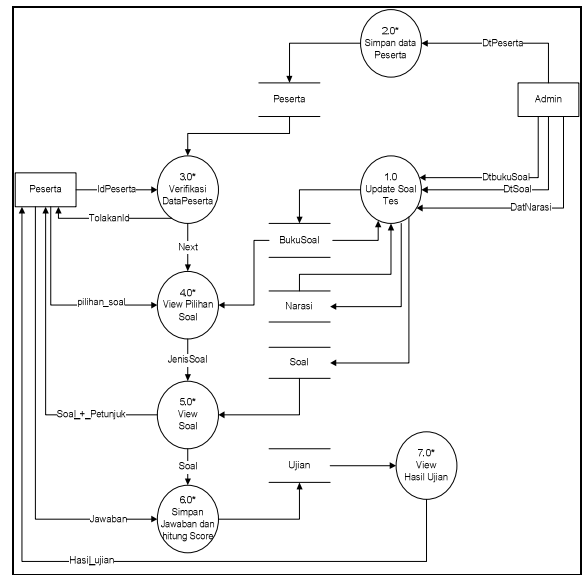 2.0*
Simpan data
Peserta
DtPeserta
Peserta
Admin
3.0*
Verifikasi
DataPeserta
1.0
Update Soal
Tes
DtbukuSoal
DtSoal
DatNarasi
Peserta
IdPeserta
TolakanId
Next
BukuSoal
4.0*
View Pilihan
Soal
pilihan_soal
Narasi
JenisSoal
Soal
5.0*
View
Soal
Soal_+_Petunjuk
Soal
Ujian
7.0*
View
Hasil Ujian
6.0*
Simpan
Jawaban dan
hitung Score
Jawaban
Hasil_ujian